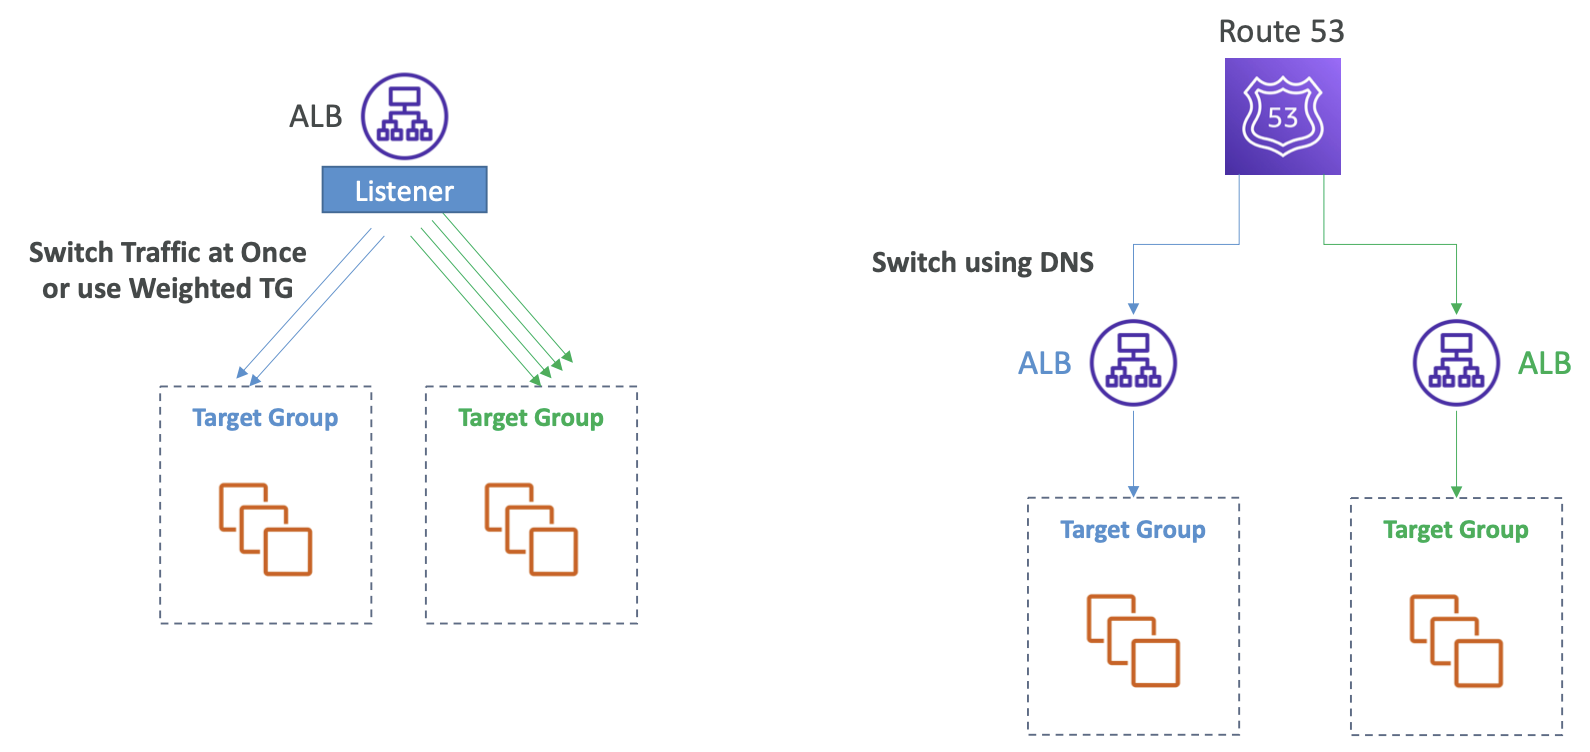 ALB
Listener
Switch Traffic at Once
or use Weighted TG
Target Group
Target Group
Route 53
53
Switch using DNS
ALB
ALB
Target Group
Target Group